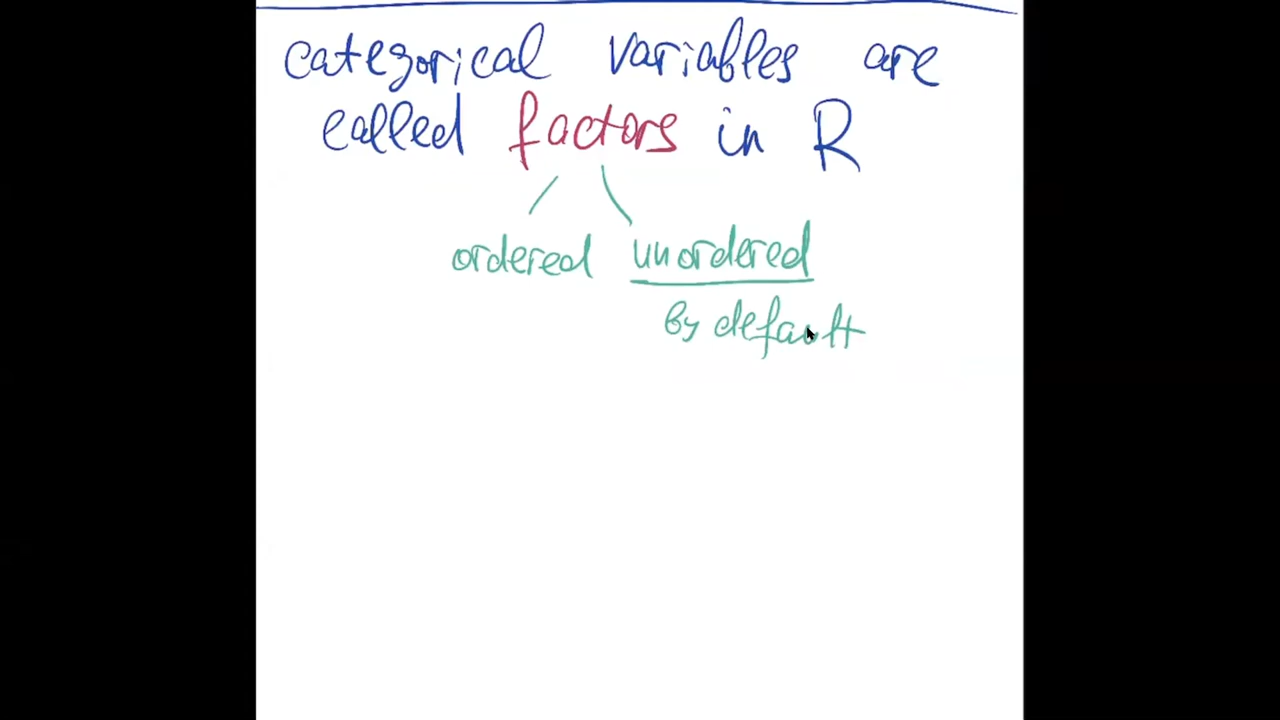 categorical variables are
called factors in R
ordered unordered
by default